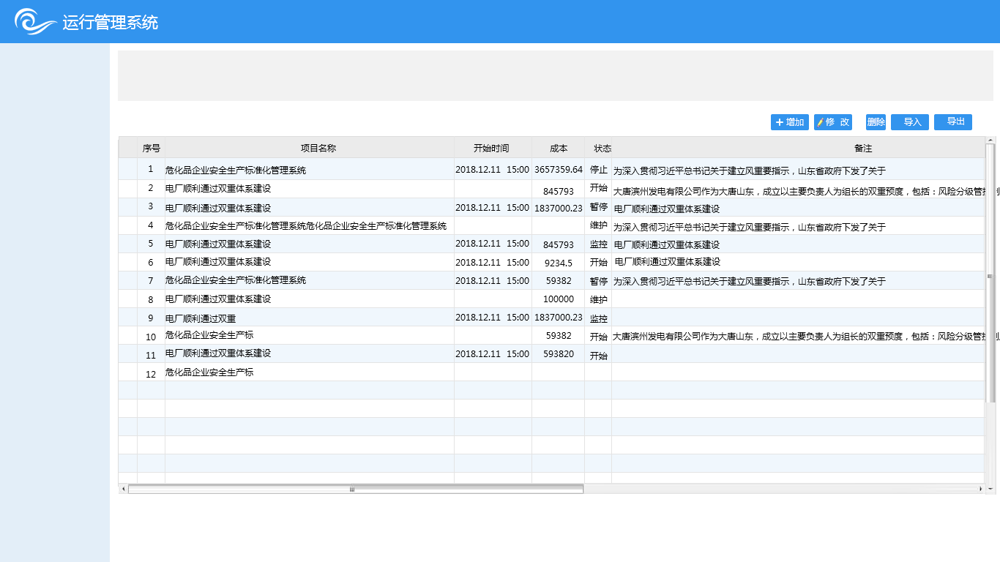 运行管理系统
增加 修 改 删除 导入 导出
序号 项目名称 开始时间 成本 状态 备注
1 危化品企业安全生产标准化管理系统 2018.12.11 15:00 3657359.64 停止 为深入贯彻习近平总书记关于建立风重要指示，山东省政府下发了关于
2 电厂顺利通过双重体系建设 845793 开始 大唐滨州发电有限公司作为大唐山东，成立以主要负责人为组长的双重预度，包括：风险分级管控
3 电厂顺利通过双重体系建设 2018.12.11 15:00 1837000.23 暂停 电厂顺利通过双重体系建设
4 危化品企业安全生产标准化管理系统危化品企业安全生产标准化管理系统 维护 为深入贯彻习近平总书记关于建立风重要指示，山东省政府下发了关于
5 电厂顺利通过双重体系建设 2018.12.11 15:00 845793 监控 电厂顺利通过双重体系建设
6 电厂顺利通过双重体系建设 2018.12.11 15:00 9234.5 开始 电厂顺利通过双重体系建设
7 危化品企业安全生产标准化管理系统 2018.12.11 15:00 59382 暂停 为深入贯彻习近平总书记关于建立风重要指示，山东省政府下发了关于
8 电厂顺利通过双重体系建设 100000 维护
9 电厂顺利通过双重 2018.12.11 15:00 1837000.23 监控
10 危化品企业安全生产标 59382 开始 大唐滨州发电有限公司作为大唐山东，成立以主要负责人为组长的双重预度，包括：风险分级管控
11 电厂顺利通过双重体系建设 2018.12.11 15:00 593820 开始
12 危化品企业安全生产标